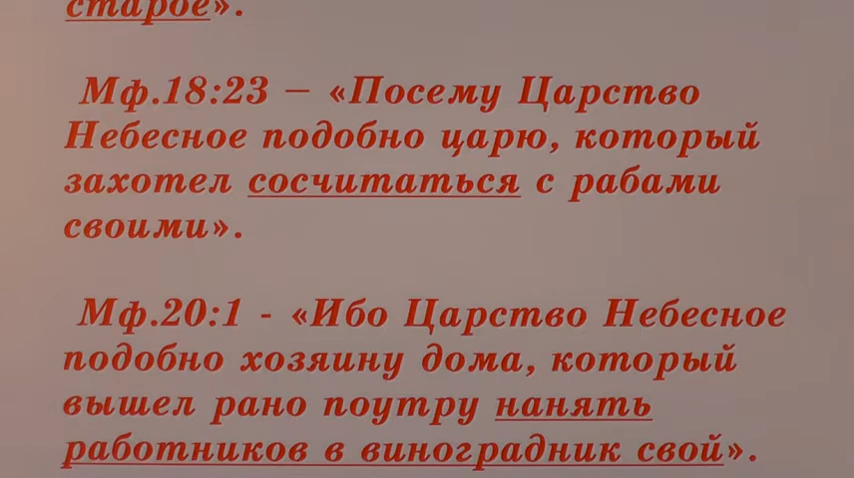 старое».
Мф.18:23 – «Посему Царство
Небесное подобно царю, который
захотел сосчитаться с рабами
своими».
Мф.20:1 - «Ибо Царство Небесное
подобно хозяину дома, который
вышел рано поутру нанять
работников в виноградник свой».